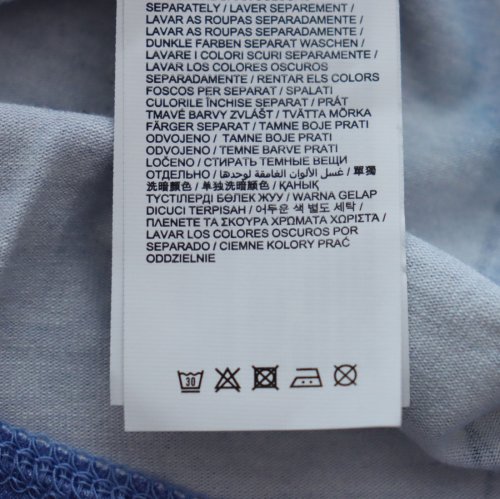 SEPARATELY / LAVER SEPAREMENT /
LAVAR AS ROUPAS SEPARADAMENTE /
LAVAR AS ROUPAS SEPARADAMENTE /
DUNKLE FARBEN SEPARAT WASCHEN /
LAVARE I COLORI SCURI SEPARAMENTE /
LAVAR LOS COLORES OSCUROS
SEPARADAMENTE / RENTAR ELS COLORS
FOSCOS PER SEPARAT / SPALATI
CULORILE ÎNCHISE SEPARAT / PRÁT
TMAVÉ BARVY ZVLÁŠT / TVÄTTA MÖRKA
FÄRGER SEPARAT / TAMNE BOJE PRATI
ODVOJENO / TAMNE BOJE PRATI
ODVOJENO / TEMNE BARVE PRATI
LOČENO / СТИРАТЬ ТЕМНЫЕ ВЕЩИ
ОТДЕЛЬНО / غسل الألوان الغامقة لوحدها / 單獨
洗暗顏色 / 单独洗暗颜色 / ҚАНЫҚ
ТҮСТІЛЕРДІ БӨЛЕК ЖУУ / WARNA GELAP
DICUCI TERPISAH / 어두운 색 별도 세탁 /
ΠΛΕΝΕΤΕ ΤΑ ΣΚΟΥΡΑ ΧΡΩΜΑΤΑ ΧΩΡΙΣΤΑ /
LAVAR LOS COLORES OSCUROS POR
SEPARADO / CIEMNE KOLORY PRAĆ
ODDZIELNIE
30